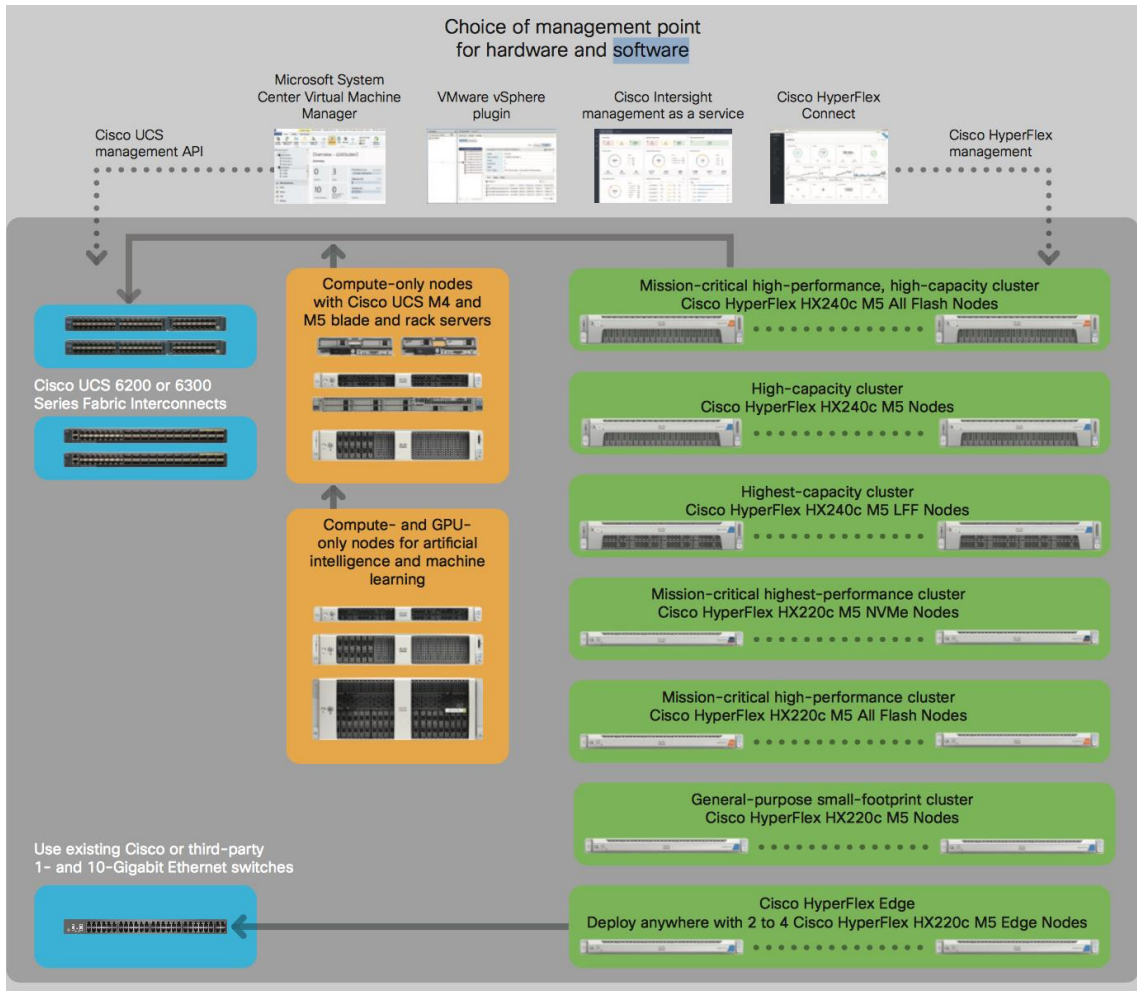 Choice of management point
for hardware and software
Microsoft System
Center Virtual Machine
Manager
VMware vSphere
plugin
Cisco Intersight
management as a service
Cisco HyperFlex
Connect
Cisco UCS
management API
Cisco HyperFlex
management
Compute-only nodes
with Cisco UCS M4 and
M5 blade and rack servers
Mission-critical high-performance, high-capacity cluster
Cisco HyperFlex HX240c M5 All Flash Nodes
Cisco UCS 6200 or 6300
Series Fabric Interconnects
High-capacity cluster
Cisco HyperFlex HX240c M5 Nodes
Highest-capacity cluster
Cisco HyperFlex HX240c M5 LFF Nodes
Compute- and GPU-
only nodes for artificial
intelligence and machine
learning
Mission-critical highest-performance cluster
Cisco HyperFlex HX220c M5 NVMe Nodes
Mission-critical high-performance cluster
Cisco HyperFlex HX220c M5 All Flash Nodes
General-purpose small-footprint cluster
Cisco HyperFlex HX220c M5 Nodes
Use existing Cisco or third-party
1- and 10-Gigabit Ethernet switches
Cisco HyperFlex Edge
Deploy anywhere with 2 to 4 Cisco HyperFlex HX220c M5 Edge Nodes